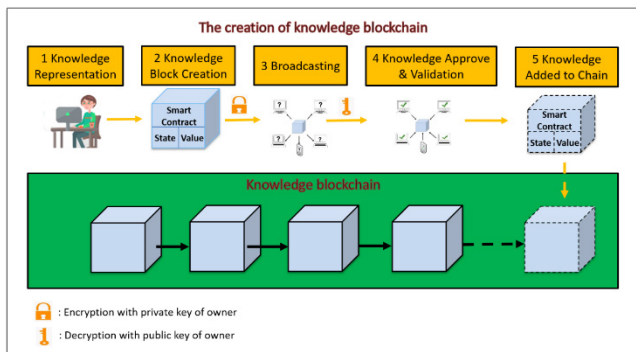 The creation of knowledge blockchain
1 Knowledge
Representation
2 Knowledge
Block Creation
3 Broadcasting
4 Knowledge Approve
& Validation
5 Knowledge
Added to Chain
Smart
Contract
State Value
? ?
? ?
Smart
Contract
State Value
Knowledge blockchain
: Encryption with private key of owner
: Decryption with public key of owner